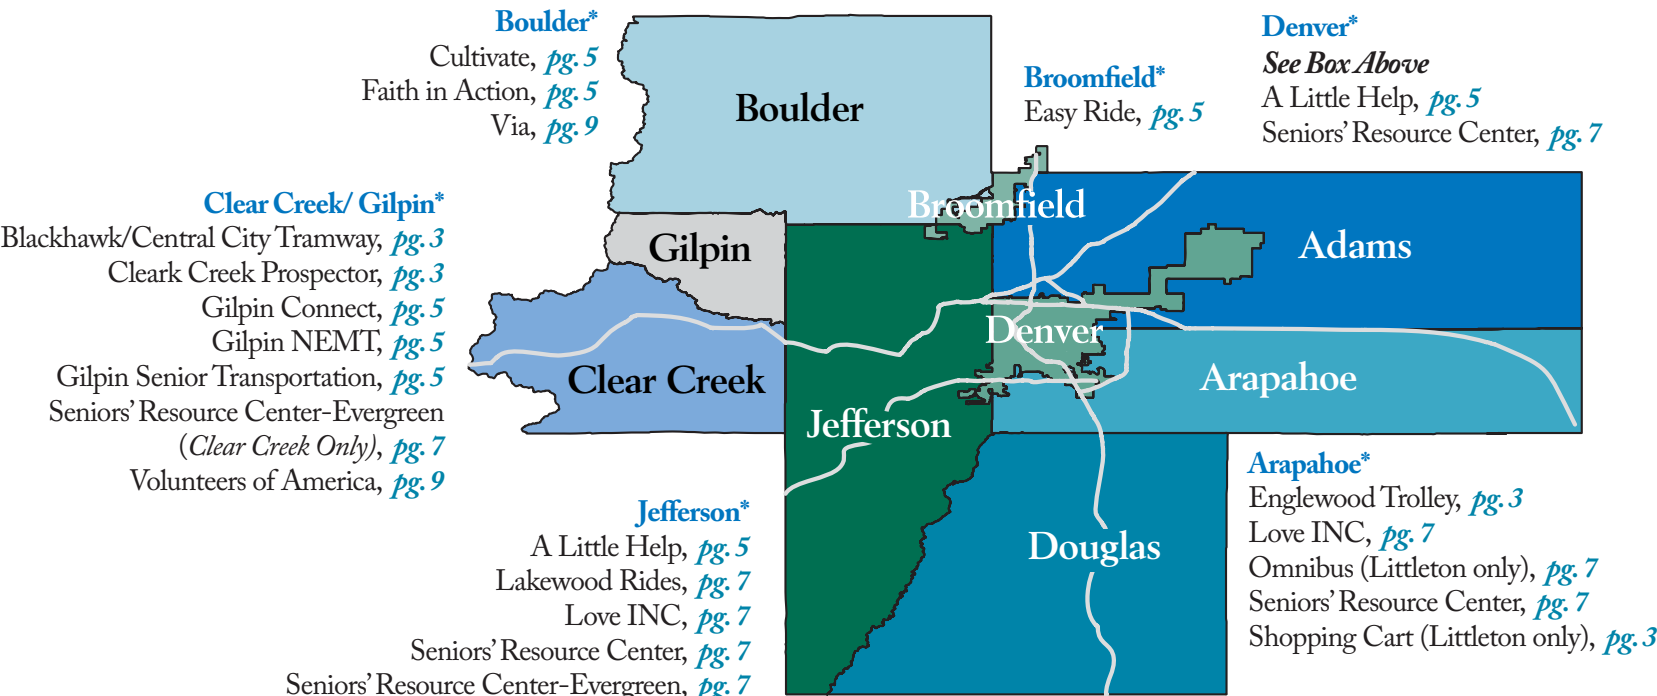 Boulder*
Cultivate, pg. 5
Faith in Action, pg. 5
Via, pg. 9
Broomfield*
Easy Ride, pg. 5
Denver*
See Box Above
A Little Help, pg. 5
Seniors' Resource Center, pg. 7
Clear Creek/ Gilpin*
Blackhawk/Central City Tramway, pg. 3
Cleark Creek Prospector, pg. 3
Gilpin Connect, pg. 5
Gilpin NEMT, pg. 5
Gilpin Senior Transportation, pg. 5
Seniors' Resource Center-Evergreen
(Clear Creek Only), pg. 7
Volunteers of America, pg. 9
Boulder
Broomfield
Gilpin
Adams
Denver
Clear Creek
Arapahoe
Jefferson
Douglas
Jefferson*
A Little Help, pg. 5
Lakewood Rides, pg. 7
Love INC, pg. 7
Seniors' Resource Center, pg. 7
Seniors' Resource Center-Evergreen, pg. 7
Arapahoe*
Englewood Trolley, pg. 3
Love INC, pg. 7
Omnibus (Littleton only), pg. 7
Seniors' Resource Center, pg. 7
Shopping Cart (Littleton only), pg. 3